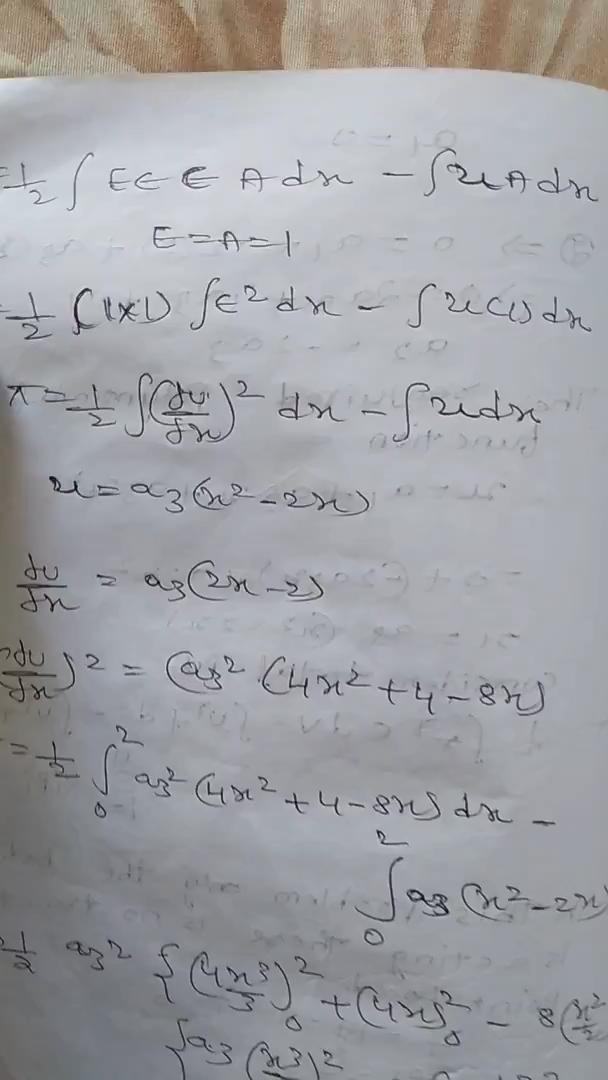 = 1/2 ∫ E ∈ ∈ A dx - ∫ u A dx
E = A = 1
= 1/2 (1×1) ∫ ∈² dx - ∫ u (1) dx
π = 1/2 ∫ (du/dx)² dx - ∫ u dx
u = a₃ (x² - 2x)
du/dx = a₃ (2x - 2)
(du/dx)² = (a₃² (4x² + 4 - 8x)
= 1/2 ∫₀² a₃² (4x² + 4 - 8x) dx -
∫₀² a₃ (x² - 2x)
1/2 a₃² { (4x³/3)₀² + (4x)₀² - 8(x²/2
{ a₃ (x³)²